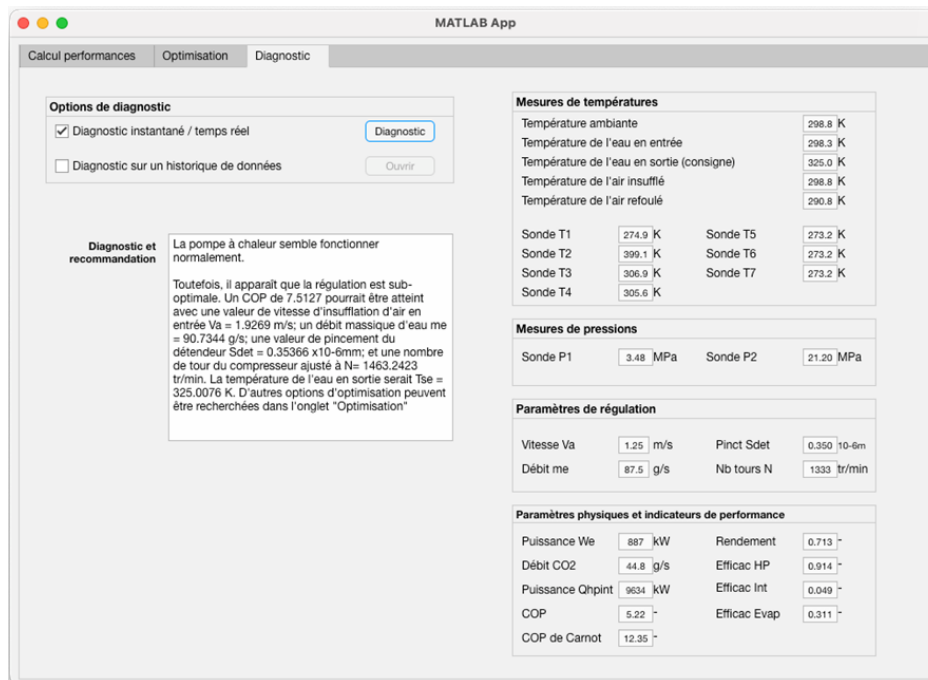 MATLAB App
Calcul performances Optimisation Diagnostic
Options de diagnostic
Diagnostic instantané / temps réel Diagnostic
Diagnostic sur un historique de données Ouvrir
Diagnostic et
recommandation
La pompe à chaleur semble fonctionner
normalement.
Toutefois, il apparaît que la régulation est sub-
optimale. Un COP de 7.5127 pourrait être atteint
avec une valeur de vitesse d'insufflation d'air en
entrée Va = 1.9269 m/s; un débit massique d'eau me
= 90.7344 g/s; une valeur de pincement du
détendeur Sdet = 0.35366 x10-6mm; et une nombre
de tour du compresseur ajusté à N= 1463.2423
tr/min. La température de l'eau en sortie serait Tse =
325.0076 K. D'autres options d'optimisation peuvent
être recherchées dans l'onglet "Optimisation"
Mesures de températures
Température ambiante 298.8 K
Température de l'eau en entrée 298.3 K
Température de l'eau en sortie (consigne) 325.0 K
Température de l'air insufflé 298.8 K
Température de l'air refoulé 290.8 K
Sonde T1 274.9 K Sonde T5 273.2 K
Sonde T2 399.1 K Sonde T6 273.2 K
Sonde T3 306.9 K Sonde T7 273.2 K
Sonde T4 305.6 K
Mesures de pressions
Sonde P1 3.48 MPa Sonde P2 21.20 MPa
Paramètres de régulation
Vitesse Va 1.25 m/s Pinct Sdet 0.350 10-6m
Débit me 87.5 g/s Nb tours N 1333 tr/min
Paramètres physiques et indicateurs de performance
Puissance We 887 kW Rendement 0.713 -
Débit CO2 44.8 g/s Efficac HP 0.914 -
Puissance Qhpint 9634 kW Efficac Int 0.049 -
COP 5.22 - Efficac Evap 0.311 -
COP de Carnot 12.35 -